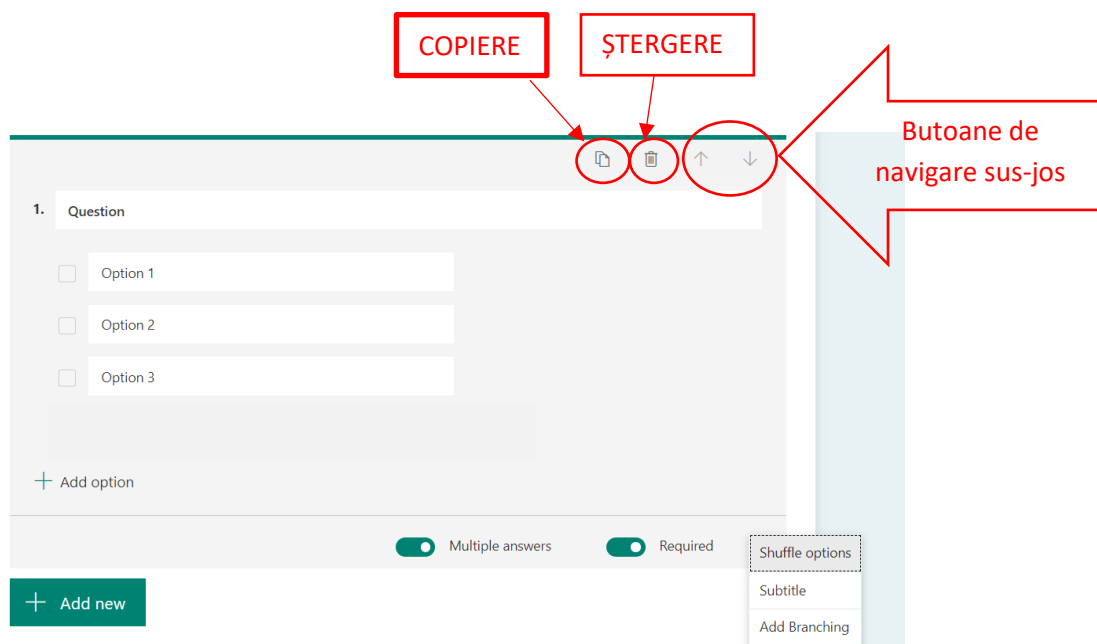 COPIERE
ȘTERGERE
Butoane de
navigare sus-jos
1. Question
Option 1
Option 2
Option 3
Add option
Multiple answers
Required
Shuffle options
Subtitle
Add Branching
Add new